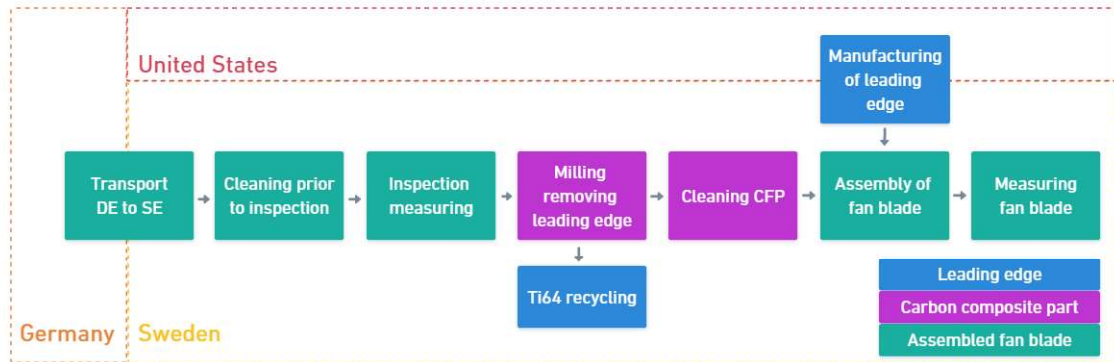 United States
Manufacturing
of leading
edge
Transport
DE to SE
Cleaning prior
to inspection
Inspection
measuring
Milling
removing
leading edge
Cleaning CFP
Assembly of
fan blade
Measuring
fan blade
Ti64 recycling
Leading edge
Carbon composite part
Assembled fan blade
Germany
Sweden